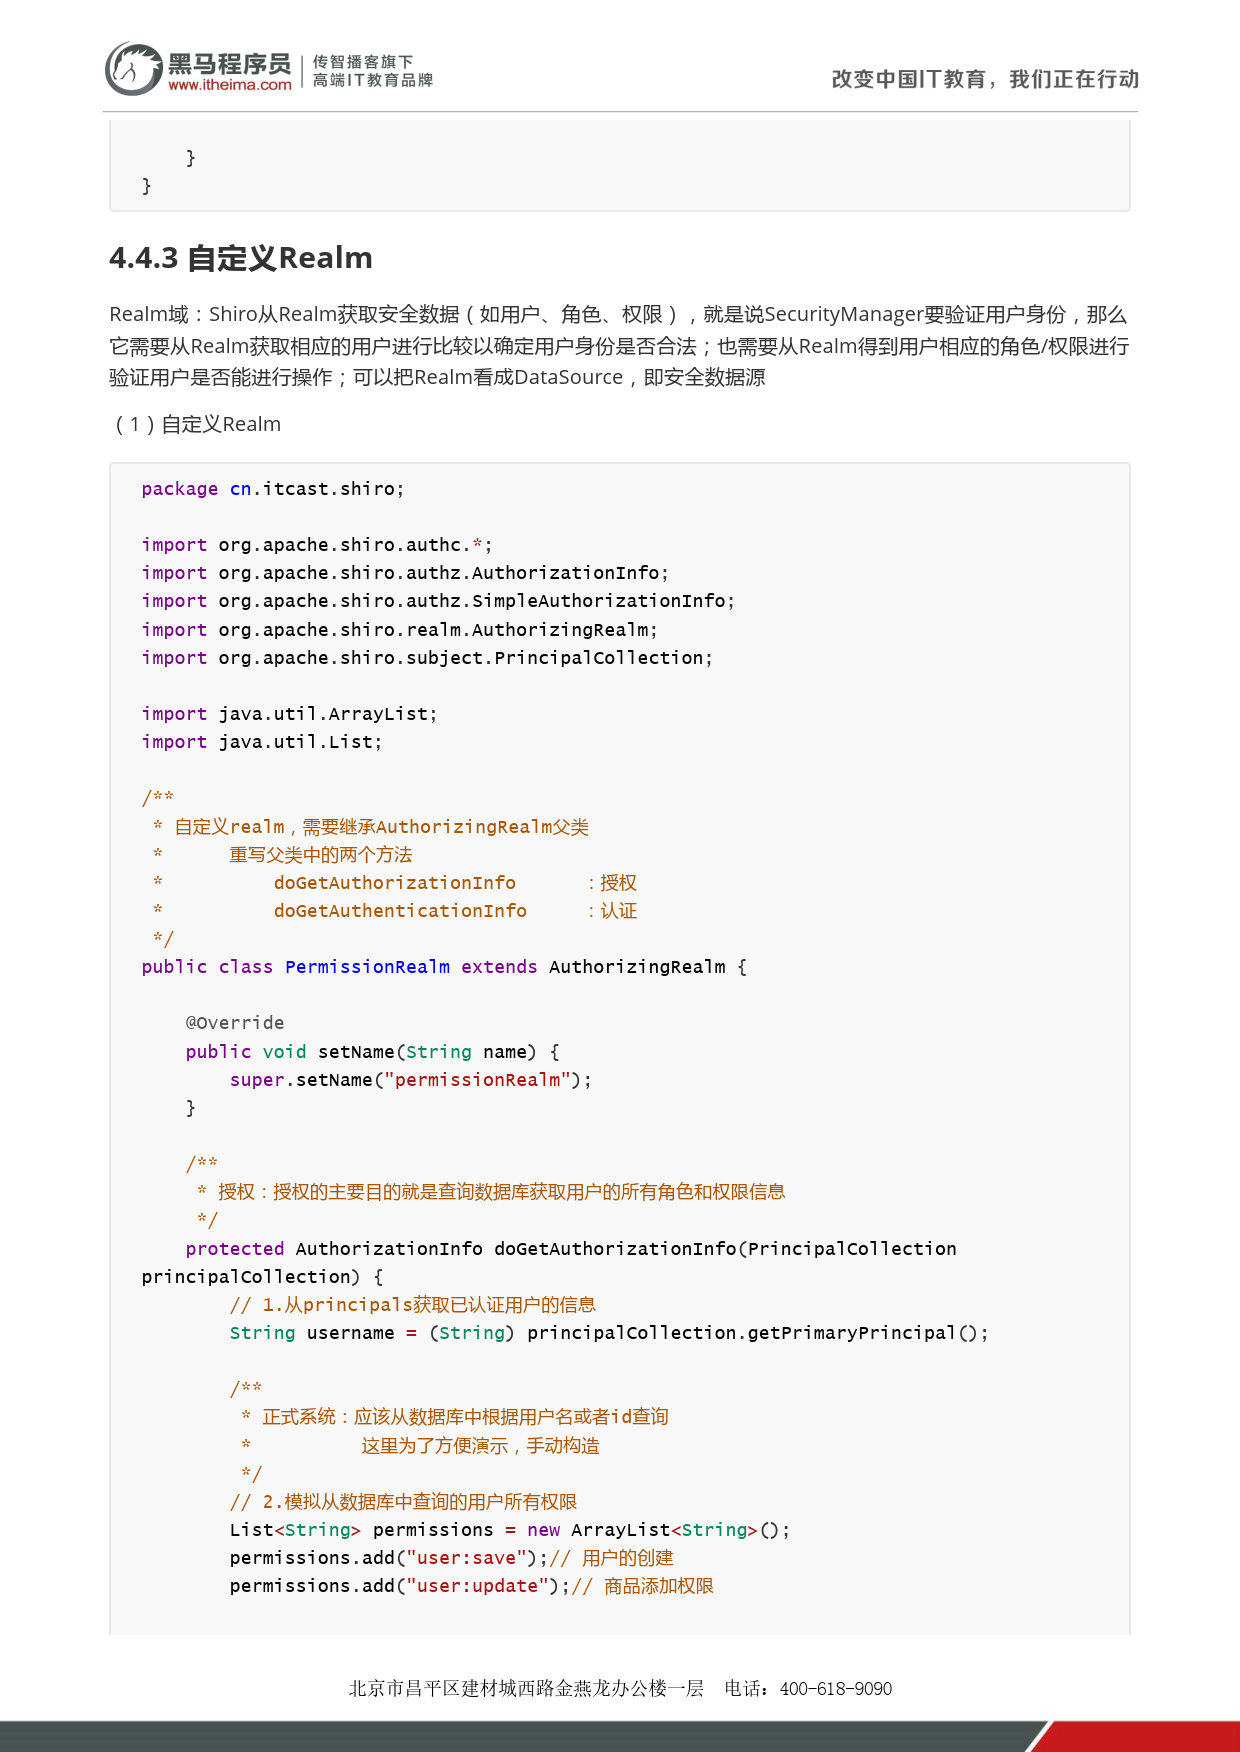 黑马程序员
www.itheima.com
传智播客旗下
高端IT教育品牌
改变中国IT教育，我们正在行动
    }
}
4.4.3 自定义Realm
Realm域：Shiro从Realm获取安全数据（如用户、角色、权限），就是说SecurityManager要验证用户身份，那么
它需要从Realm获取相应的用户进行比较以确定用户身份是否合法；也需要从Realm得到用户相应的角色/权限进行
验证用户是否能进行操作；可以把Realm看成DataSource，即安全数据源
（1）自定义Realm
package cn.itcast.shiro;
import org.apache.shiro.authc.*;
import org.apache.shiro.authz.AuthorizationInfo;
import org.apache.shiro.authz.SimpleAuthorizationInfo;
import org.apache.shiro.realm.AuthorizingRealm;
import org.apache.shiro.subject.PrincipalCollection;
import java.util.ArrayList;
import java.util.List;
/**
 * 自定义realm，需要继承AuthorizingRealm父类
 *      重写父类中的两个方法
 *          doGetAuthorizationInfo      ：授权
 *          doGetAuthenticationInfo     ：认证
 */
public class PermissionRealm extends AuthorizingRealm {
    @Override
    public void setName(String name) {
        super.setName("permissionRealm");
    }
    /**
     * 授权：授权的主要目的就是查询数据库获取用户的所有角色和权限信息
     */
    protected AuthorizationInfo doGetAuthorizationInfo(PrincipalCollection
principalCollection) {
        // 1.从principals获取已认证用户的信息
        String username = (String) principalCollection.getPrimaryPrincipal();
        /**
         * 正式系统：应该从数据库中根据用户名或者id查询
         *          这里为了方便演示，手动构造
         */
        // 2.模拟从数据库中查询的用户所有权限
        List<String> permissions = new ArrayList<String>();
        permissions.add("user:save");// 用户的创建
        permissions.add("user:update");// 商品添加权限
北京市昌平区建材城西路金燕龙办公楼一层  电话：400-618-9090